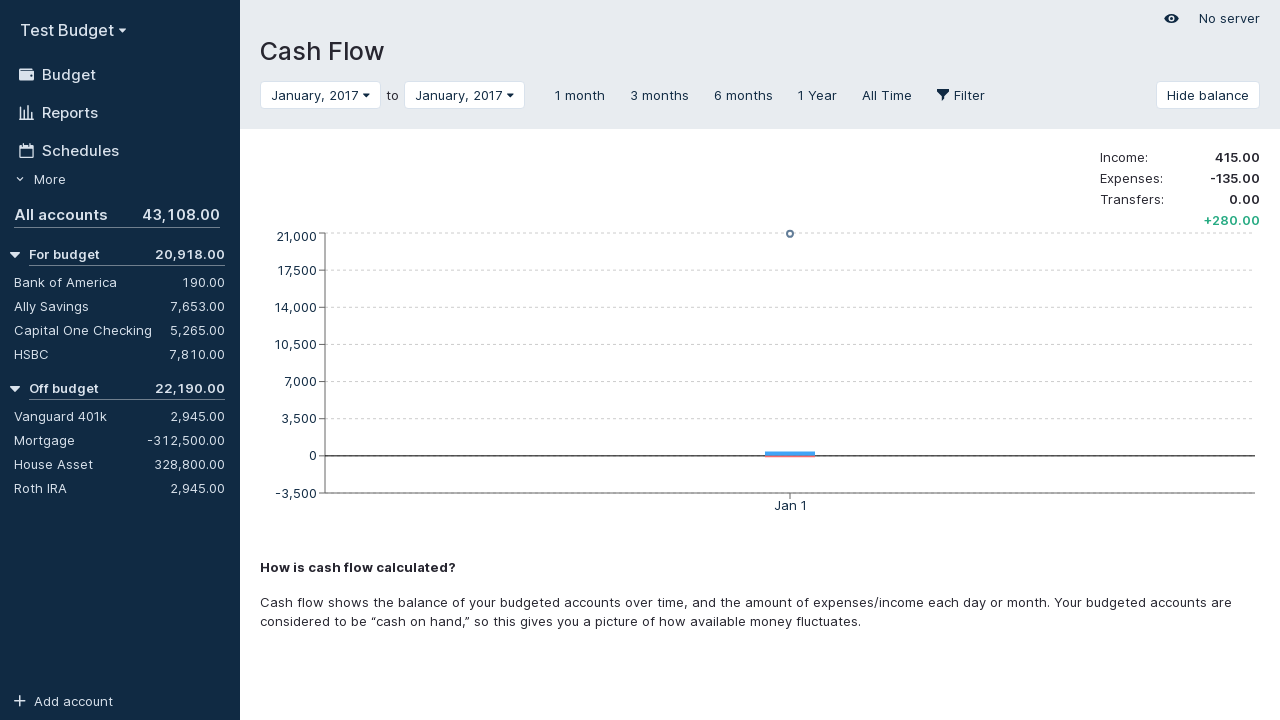 Test Budget
Budget
Reports
Schedules
More
All accounts 43,108.00
For budget 20,918.00
Bank of America 190.00
Ally Savings 7,653.00
Capital One Checking 5,265.00
HSBC 7,810.00
Off budget 22,190.00
Vanguard 401k 2,945.00
Mortgage -312,500.00
House Asset 328,800.00
Roth IRA 2,945.00
Add account
No server
Cash Flow
January, 2017 to January, 2017 1 month 3 months 6 months 1 Year All Time Filter Hide balance
Income: 415.00
Expenses: -135.00
Transfers: 0.00
+280.00
21,000
17,500
14,000
10,500
7,000
3,500
0
-3,500
Jan 1
How is cash flow calculated?
Cash flow shows the balance of your budgeted accounts over time, and the amount of expenses/income each day or month. Your budgeted accounts are
considered to be “cash on hand,” so this gives you a picture of how available money fluctuates.